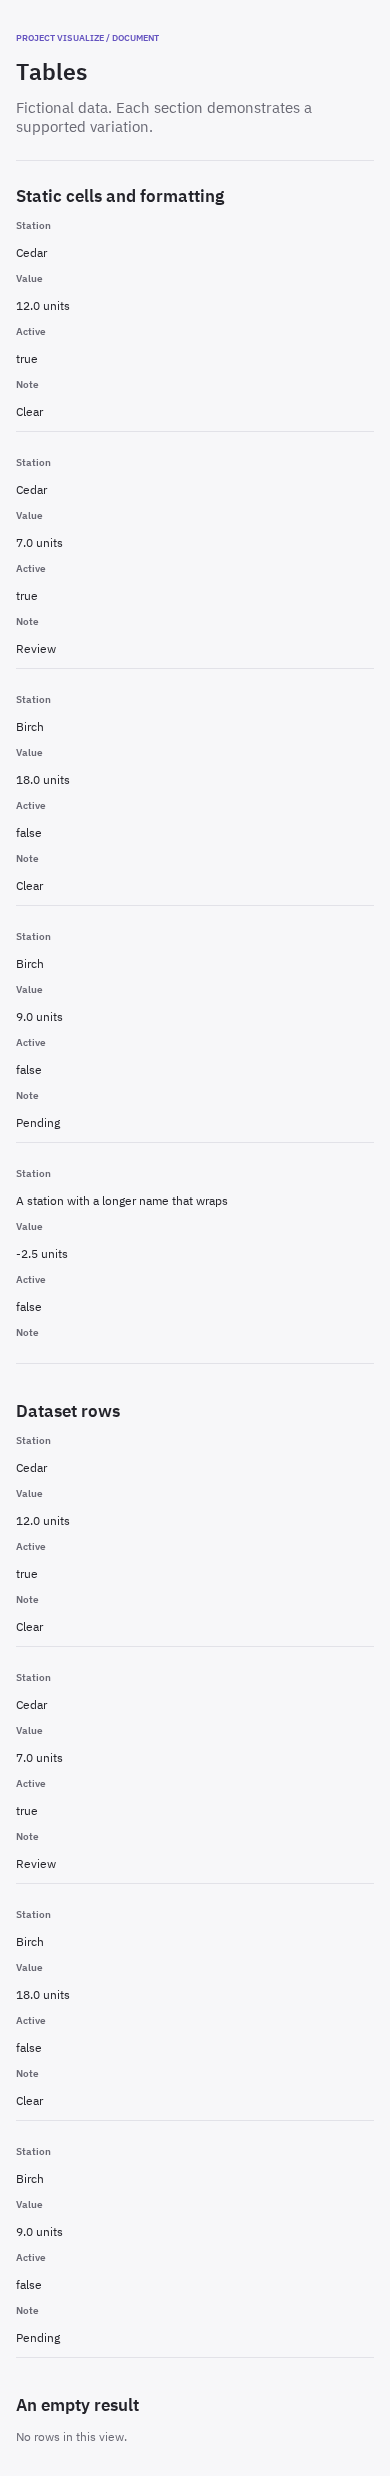 PROJECT VISUALIZE / DOCUMENT
Tables
Fictional data. Each section demonstrates a
supported variation.
Static cells and formatting
Station
Cedar
Value
12.0 units
Active
true
Note
Clear
Station
Cedar
Value
7.0 units
Active
true
Note
Review
Station
Birch
Value
18.0 units
Active
false
Note
Clear
Station
Birch
Value
9.0 units
Active
false
Note
Pending
Station
A station with a longer name that wraps
Value
-2.5 units
Active
false
Note
Dataset rows
Station
Cedar
Value
12.0 units
Active
true
Note
Clear
Station
Cedar
Value
7.0 units
Active
true
Note
Review
Station
Birch
Value
18.0 units
Active
false
Note
Clear
Station
Birch
Value
9.0 units
Active
false
Note
Pending
An empty result
No rows in this view.